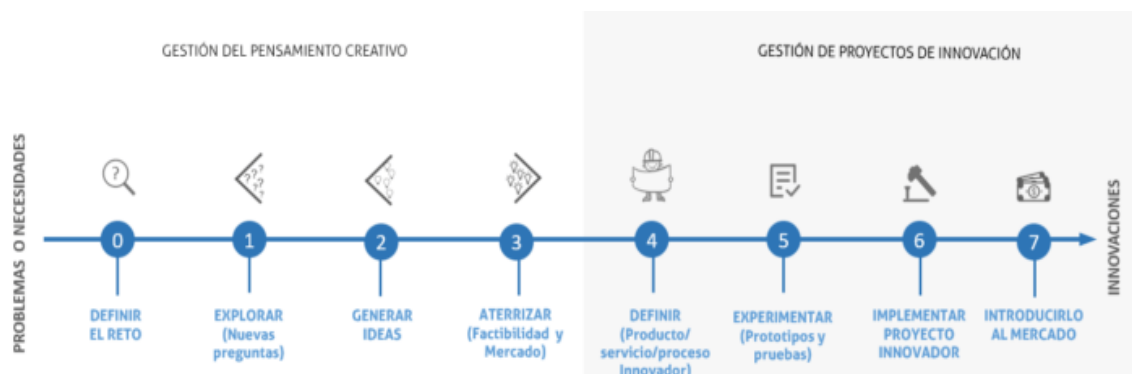 GESTIÓN DEL PENSAMIENTO CREATIVO
GESTIÓN DE PROYECTOS DE INNOVACIÓN
PROBLEMAS O NECESIDADES
?
? ? ? ? ?
0
1
2
3
4
5
6
7
INNOVACIONES
DEFINIR
EL RETO
EXPLORAR
(Nuevas
preguntas)
GENERAR
IDEAS
ATERRIZAR
(Factibilidad y
Mercado)
DEFINIR
(Producto/
servicio/proceso
Innovador)
EXPERIMENTAR
(Prototipos y
pruebas)
IMPLEMENTAR
PROYECTO
INNOVADOR
INTRODUCIRLO
AL MERCADO